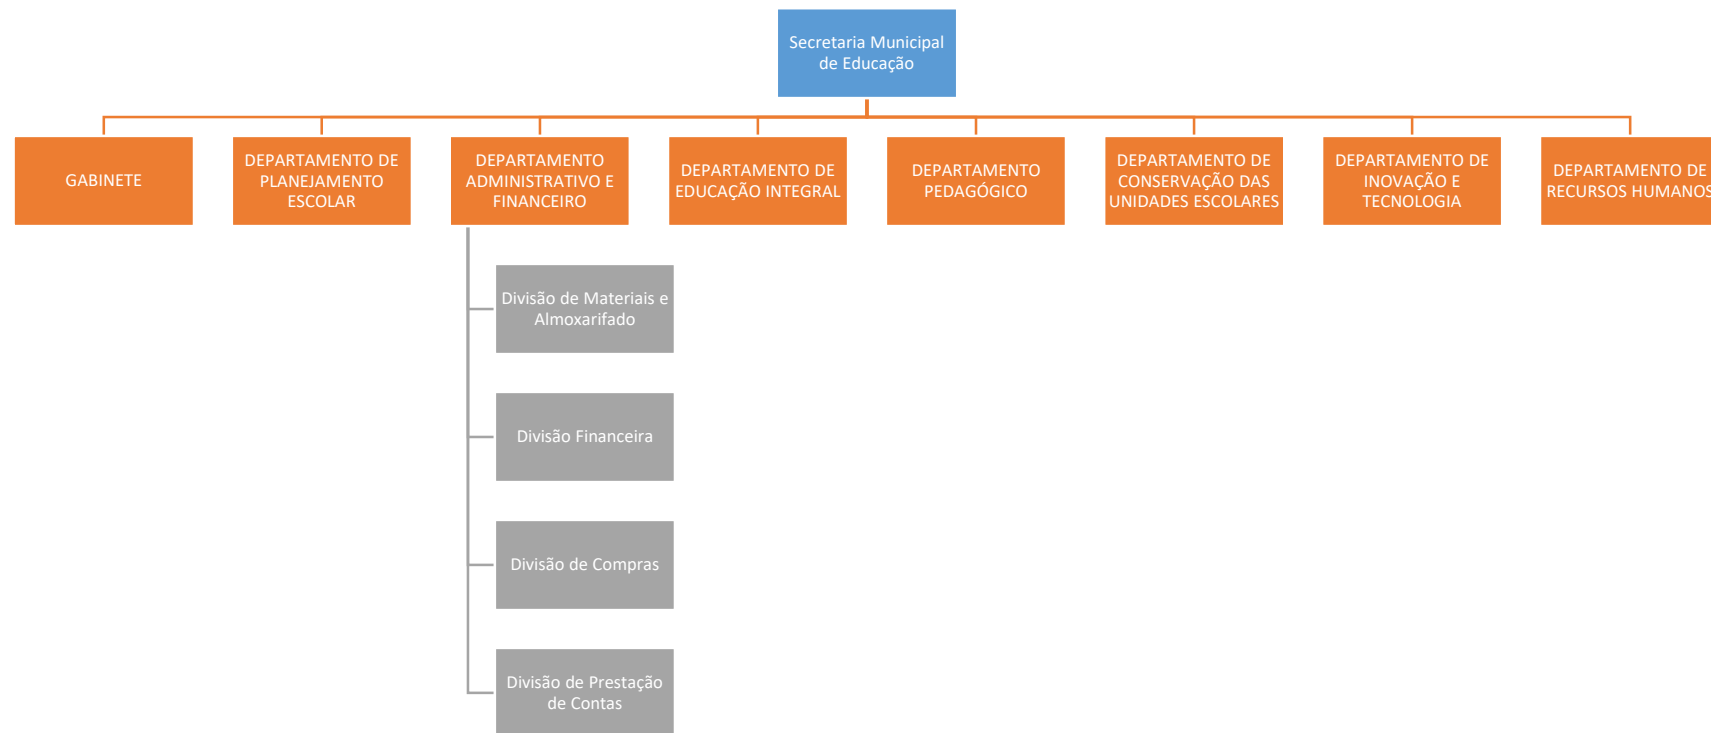 Secretaria Municipal
de Educação
GABINETE
DEPARTAMENTO DE
PLANEJAMENTO
ESCOLAR
DEPARTAMENTO
ADMINISTRATIVO E
FINANCEIRO
DEPARTAMENTO DE
EDUCAÇÃO INTEGRAL
DEPARTAMENTO
PEDAGÓGICO
DEPARTAMENTO DE
CONSERVAÇÃO DAS
UNIDADES ESCOLARES
DEPARTAMENTO DE
INOVAÇÃO E
TECNOLOGIA
DEPARTAMENTO DE
RECURSOS HUMANOS
Divisão de Materiais e
Almoxarifado
Divisão Financeira
Divisão de Compras
Divisão de Prestação
de Contas